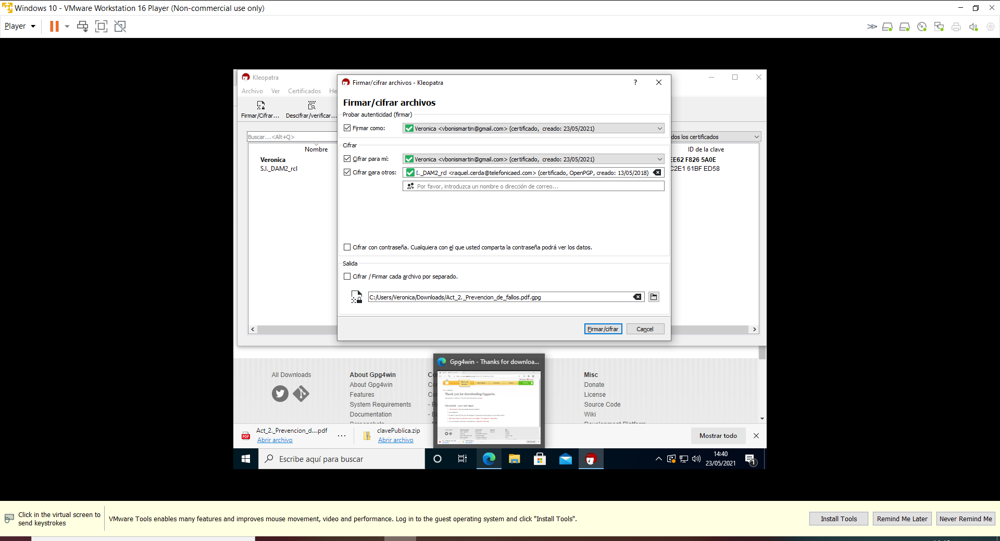 Windows 10 - VMware Workstation 16 Player (Non-commercial use only)
Player
Kleopatra
Archivo Ver Certificados He
Firmar/Cifrar... Descifrar/verificar...
Buscar...<Alt+Q>
dos los certificados
Nombre
ID de la clave
Veronica
EE62 F826 5A0E
S.I._DAM2_rcl
C2E1 61BF ED58
Firmar/cifrar archivos - Kleopatra
?
Firmar/cifrar archivos
Probar autenticidad (firmar)
Firmar como:
Veronica <vbonismartin@gmail.com> (certificado, creado: 23/05/2021)
Cifrar
Cifrar para mí:
Veronica <vbonismartin@gmail.com> (certificado, creado: 23/05/2021)
Cifrar para otros:
I._DAM2_rcl <raquel.cerda@telefonicaed.com> (certificado, OpenPGP, creado: 13/05/2018)
Por favor, introduzca un nombre o dirección de correo...
Cifrar con contraseña. Cualquiera con el que usted comparta la contraseña podrá ver los datos.
Salida
Cifrar / Firmar cada archivo por separado.
C:/Users/Veronica/Downloads/Act_2._Prevencion_de_fallos.pdf.gpg
Firmar/cifrar
Cancel
All Downloads
About Gpg4win
About Gpg4win
Features
System Requirements
Documentation
Misc
Donate
License
Source Code
Wiki
Development Platform
Gpg4win - Thanks for downloa...
Thank you for downloading Gpg4win.
PDF
Act_2._Prevencion_d....pdf
Abrir archivo
clavePublica.zip
Abrir archivo
Mostrar todo
Escribe aquí para buscar
14:40
23/05/2021
1
Click in the virtual screen to
send keystrokes
VMware Tools enables many features and improves mouse movement, video and performance. Log in to the guest operating system and click "Install Tools".
Install Tools
Remind Me Later
Never Remind Me